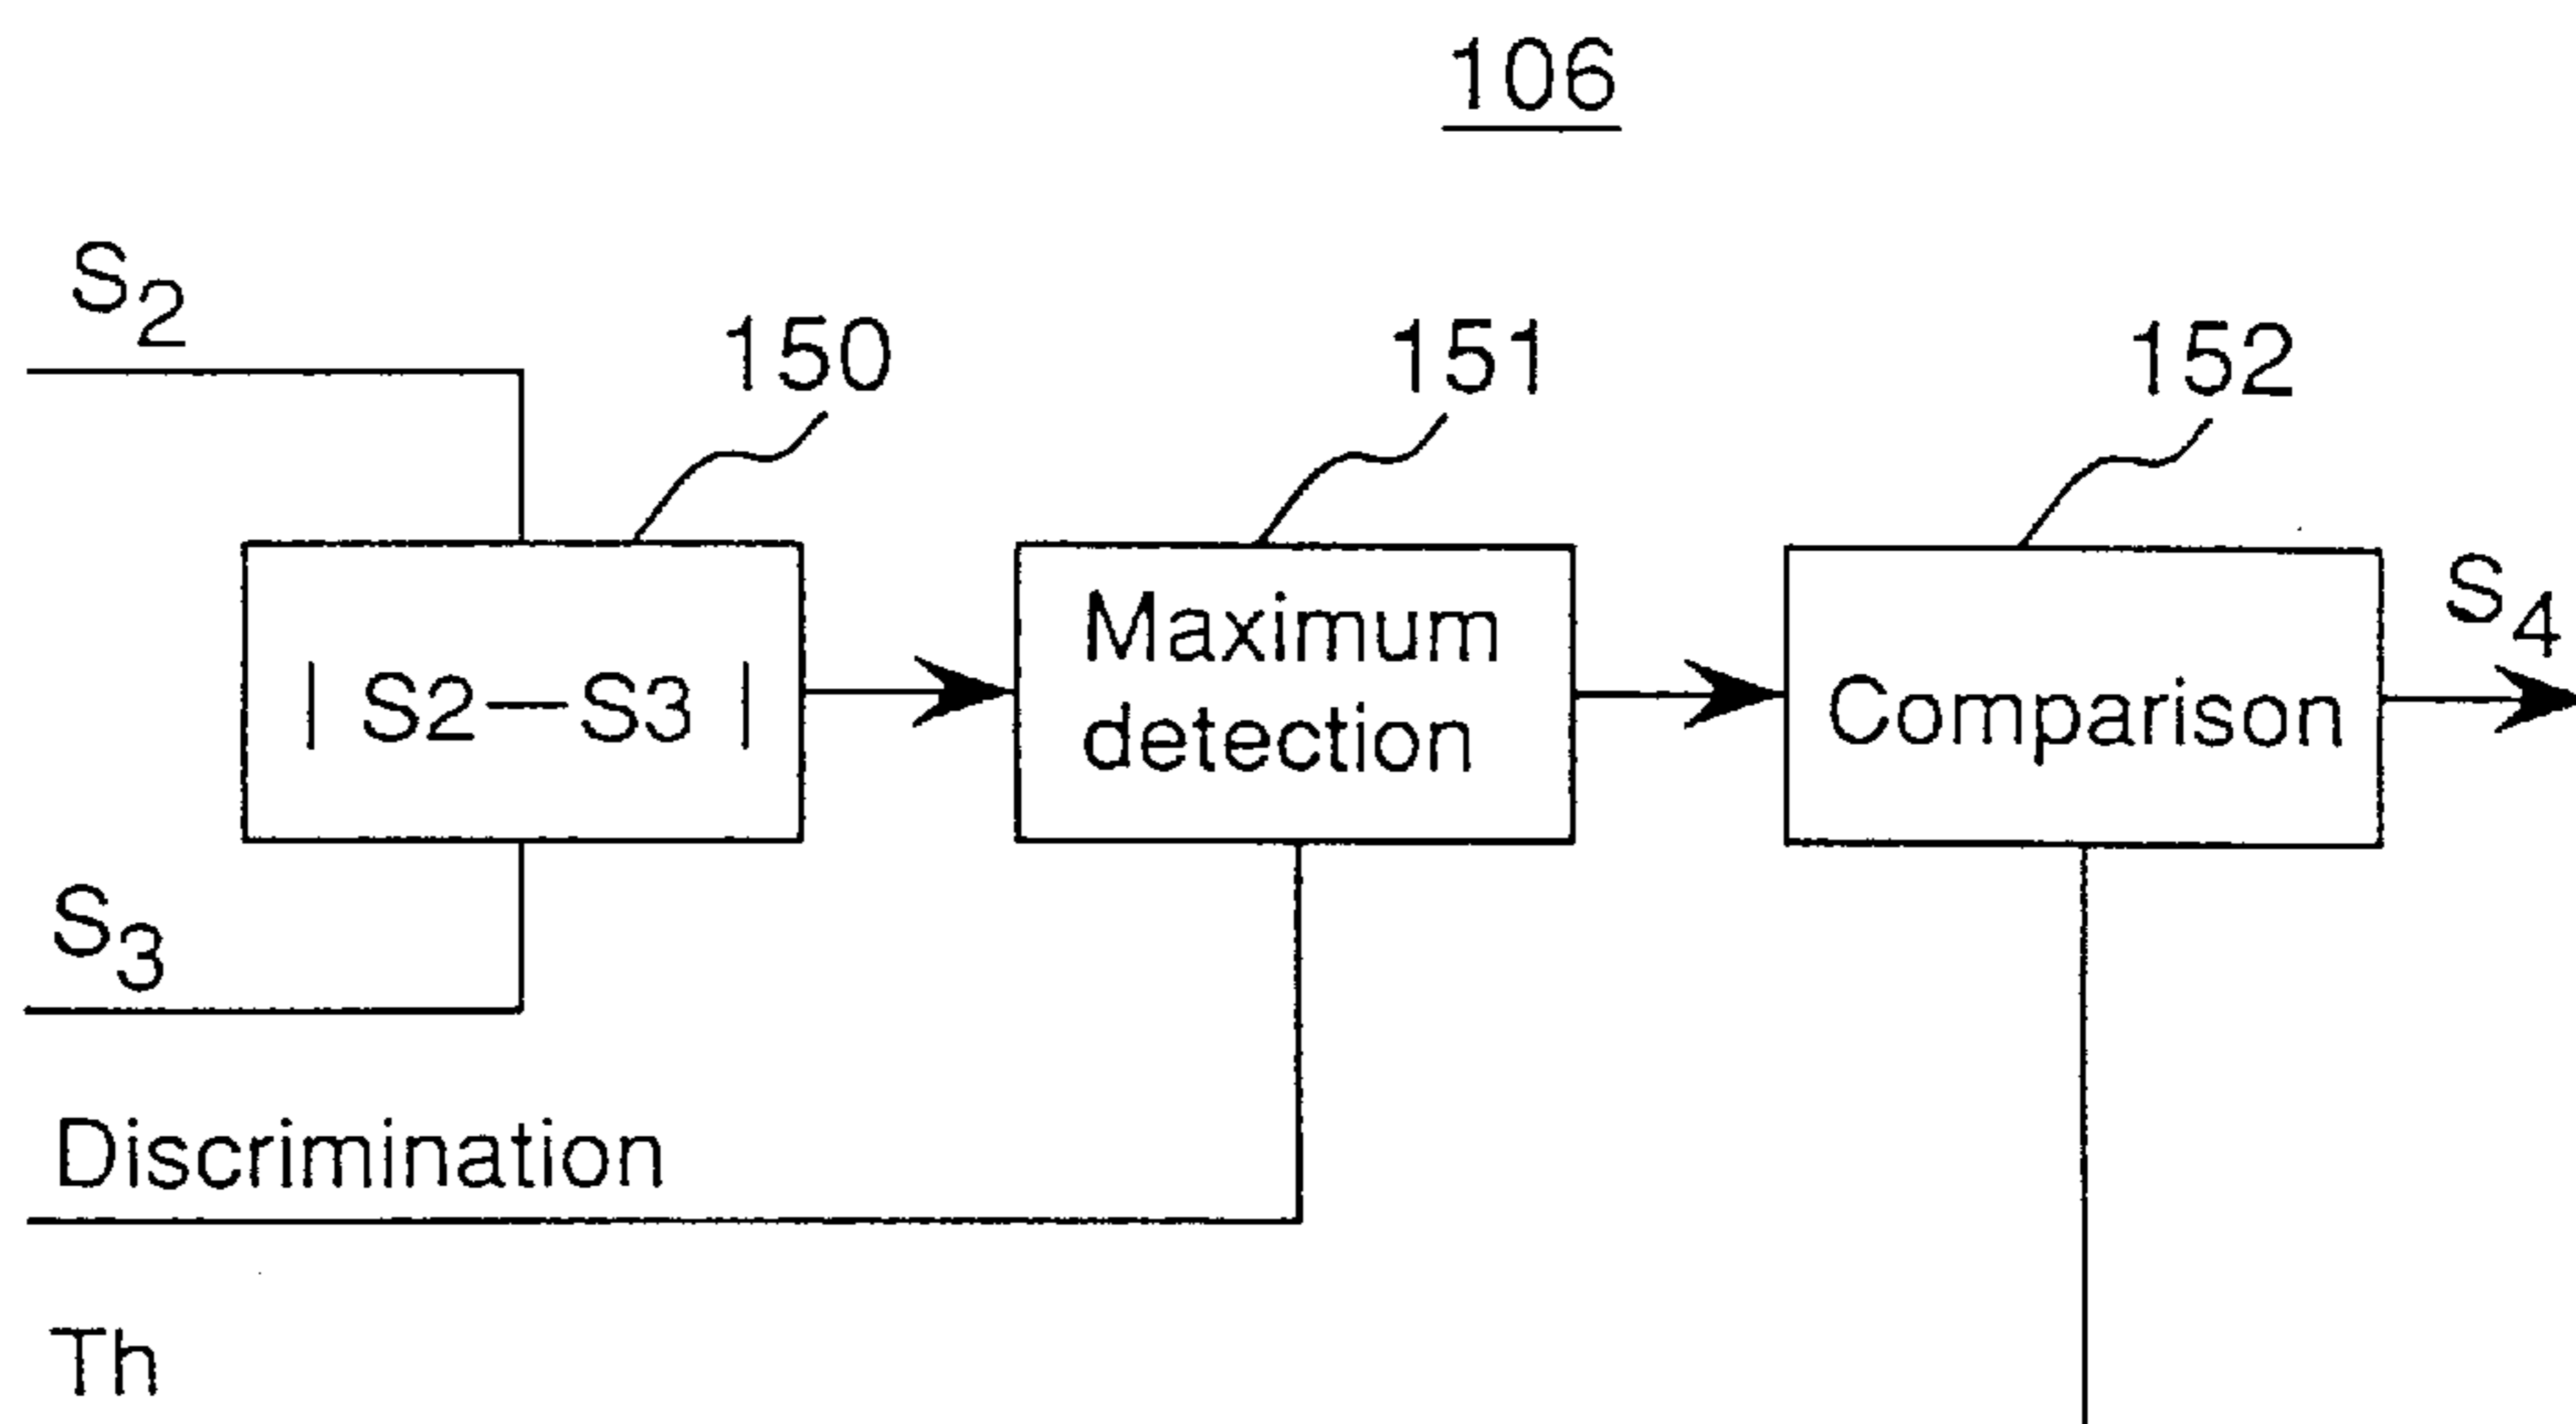 106
S2
150
151
152
| S2−S3 |
Maximum
detection
Comparison
S4
S3
Discrimination
Th